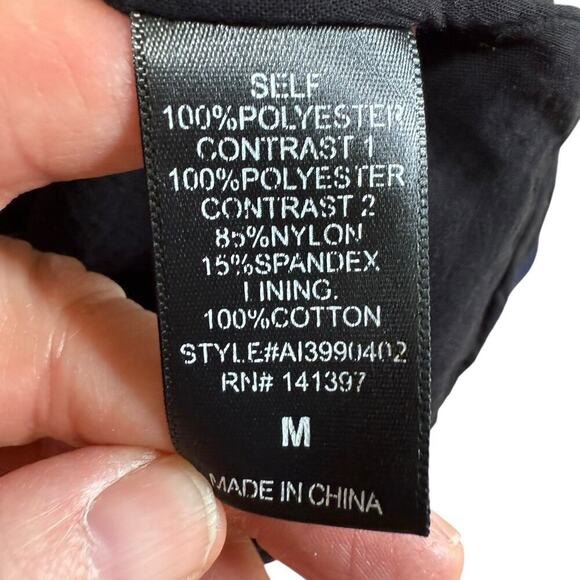 SELF
100%POLYESTER
CONTRAST 1
100%POLYESTER
CONTRAST 2
85%NYLON
15%SPANDEX
LINING.
100%COTTON
STYLE#AI3990402
RN# 141397
M
MADE IN CHINA